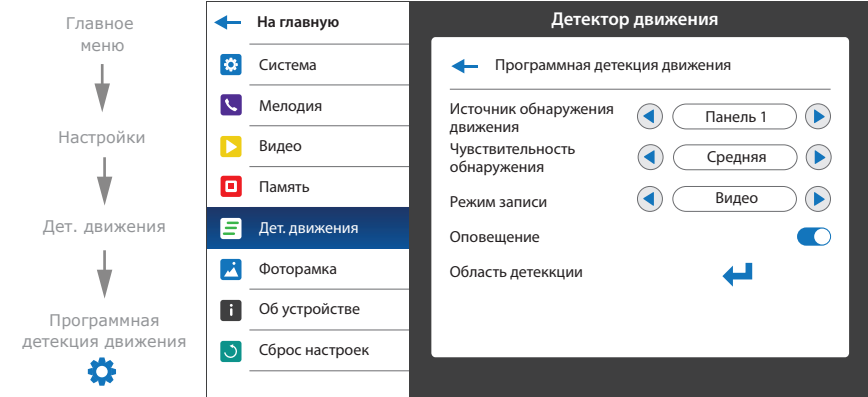 Главное
меню
Настройки
Дет. движения
Программная
детекция движения
На главную
Система
Мелодия
Видео
Память
Дет. движения
Фоторамка
Об устройстве
Сброс настроек
Детектор движения
Программная детекция движения
Источник обнаружения
движения
Панель 1
Чувствительность
обнаружения
Средняя
Режим записи
Видео
Оповещение
Область детеккции